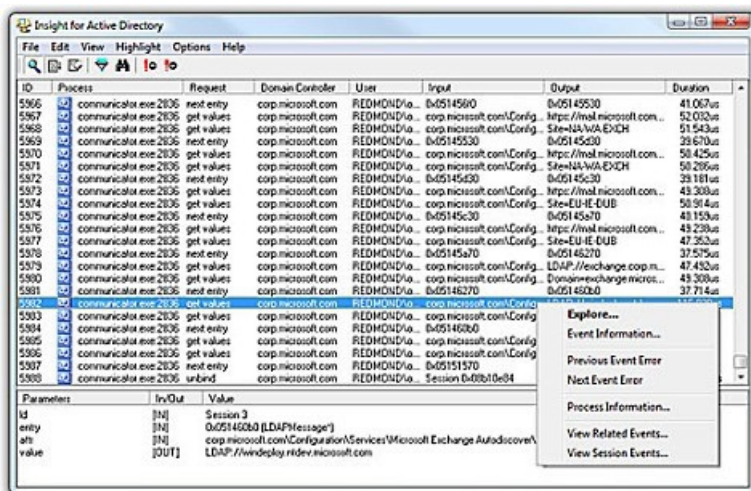 Insight for Active Directory
File Edit View Highlight Options Help
ID Process Request Domain Controller User Input Output Duration
5966 communicator.exe:2836 next entry corp.microsoft.com REDMOND\a... 0x051456f0 0x05145530 41.067us
5967 communicator.exe:2836 get values corp.microsoft.com REDMOND\a... corp.microsoft.com\Config... https://mail.microsoft.com... 52.032us
5968 communicator.exe:2836 get values corp.microsoft.com REDMOND\a... corp.microsoft.com\Config... Site=NA-WA-EXCH 51.543us
5969 communicator.exe:2836 next entry corp.microsoft.com REDMOND\a... 0x05145530 0x05145d30 39.670us
5970 communicator.exe:2836 get values corp.microsoft.com REDMOND\a... corp.microsoft.com\Config... https://mail.microsoft.com... 50.425us
5971 communicator.exe:2836 get values corp.microsoft.com REDMOND\a... corp.microsoft.com\Config... Site=NA-WA-EXCH 50.286us
5972 communicator.exe:2836 next entry corp.microsoft.com REDMOND\a... 0x05145d30 0x05145c30 39.181us
5973 communicator.exe:2836 get values corp.microsoft.com REDMOND\a... corp.microsoft.com\Config... https://mail.microsoft.com... 49.308us
5974 communicator.exe:2836 get values corp.microsoft.com REDMOND\a... corp.microsoft.com\Config... Site=EU-IE-DUB 50.914us
5975 communicator.exe:2836 next entry corp.microsoft.com REDMOND\a... 0x05145c30 0x05145a70 40.159us
5976 communicator.exe:2836 get values corp.microsoft.com REDMOND\a... corp.microsoft.com\Config... https://mail.microsoft.com... 49.238us
5977 communicator.exe:2836 get values corp.microsoft.com REDMOND\a... corp.microsoft.com\Config... Site=EU-IE-DUB 47.352us
5978 communicator.exe:2836 next entry corp.microsoft.com REDMOND\a... 0x05145a70 0x05146270 37.575us
5979 communicator.exe:2836 get values corp.microsoft.com REDMOND\a... corp.microsoft.com\Config... LDAP://exchange.corp.m... 47.492us
5980 communicator.exe:2836 get values corp.microsoft.com REDMOND\a... corp.microsoft.com\Config... Domain=exchange.micros... 49.308us
5981 communicator.exe:2836 next entry corp.microsoft.com REDMOND\a... 0x05146270 0x051460b0 37.714us
5982 communicator.exe:2836 get values corp.microsoft.com REDMOND\a... corp.microsoft.com\Config...
5983 communicator.exe:2836 get values corp.microsoft.com REDMOND\a... corp.microsoft.com\Config
5984 communicator.exe:2836 next entry corp.microsoft.com REDMOND\a... 0x051460b0
5985 communicator.exe:2836 get values corp.microsoft.com REDMOND\a... corp.microsoft.com\Config
5986 communicator.exe:2836 get values corp.microsoft.com REDMOND\a... corp.microsoft.com\Config
5987 communicator.exe:2836 next entry corp.microsoft.com REDMOND\a... 0x05151570
5988 communicator.exe:2836 unbind corp.microsoft.com REDMOND\a... Session 0x08b10e84
Explore...
Event Information...
Previous Event Error
Next Event Error
Process Information...
View Related Events...
View Session Events...
Parameters In/Out Value
ld [IN] Session 3
entry [IN] 0x051460b0 (LDAPMessage*)
attr [IN] corp.microsoft.com\Configuration\Services\Microsoft Exchange Autodiscover\
value [OUT] LDAP://windeploy.ntdev.microsoft.com